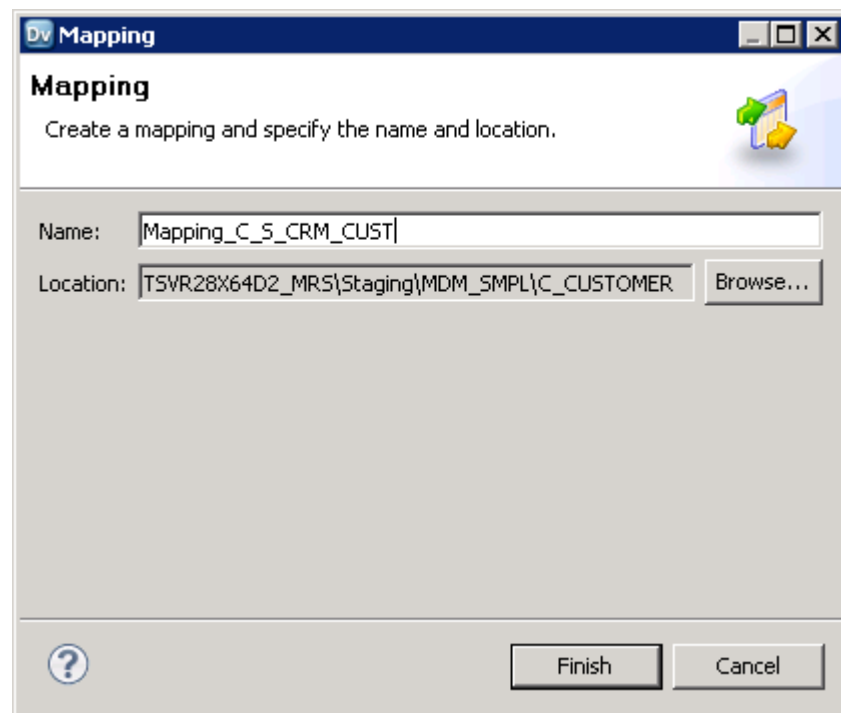 Dv Mapping
Mapping
Create a mapping and specify the name and location.
Name: Mapping_C_S_CRM_CUST
Location: TSVR28X64D2_MRS\Staging\MDM_SMPL\C_CUSTOMER Browse...
? Finish Cancel